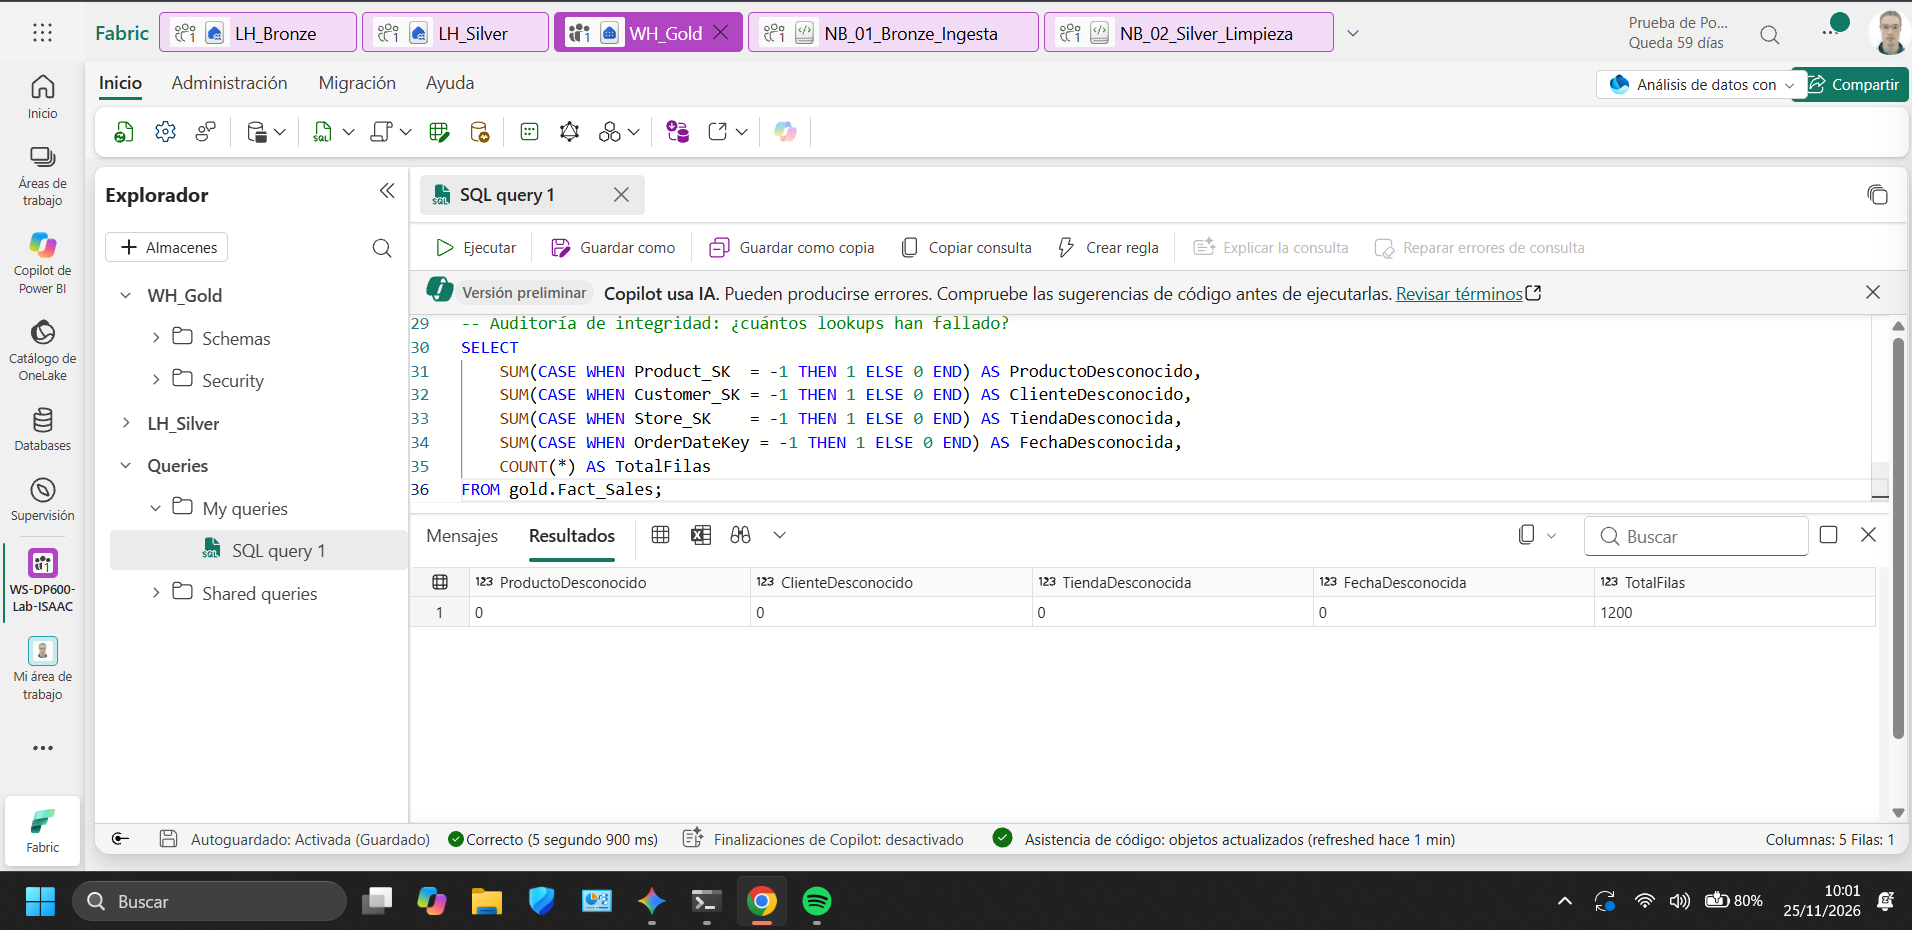 Fabric
LH_Bronze
LH_Silver
WH_Gold
NB_01_Bronze_Ingesta
NB_02_Silver_Limpieza
Prueba de Po...
Queda 59 días
Inicio
Administración
Migración
Ayuda
Análisis de datos con
Compartir
Inicio
Áreas de trabajo
Copilot de Power BI
Catálogo de OneLake
Databases
Supervisión
WS-DP600-Lab-ISAAC
Mi área de trabajo
Fabric
Explorador
Almacenes
WH_Gold
Schemas
Security
LH_Silver
Queries
My queries
SQL query 1
Shared queries
SQL query 1
Ejecutar
Guardar como
Guardar como copia
Copiar consulta
Crear regla
Explicar la consulta
Reparar errores de consulta
Versión preliminar
Copilot usa IA. Pueden producirse errores. Compruebe las sugerencias de código antes de ejecutarlas. Revisar términos
29 -- Auditoría de integridad: ¿cuántos lookups han fallado?
30 SELECT
31 SUM(CASE WHEN Product_SK = -1 THEN 1 ELSE 0 END) AS ProductoDesconocido,
32 SUM(CASE WHEN Customer_SK = -1 THEN 1 ELSE 0 END) AS ClienteDesconocido,
33 SUM(CASE WHEN Store_SK = -1 THEN 1 ELSE 0 END) AS TiendaDesconocida,
34 SUM(CASE WHEN OrderDateKey = -1 THEN 1 ELSE 0 END) AS FechaDesconocida,
35 COUNT(*) AS TotalFilas
36 FROM gold.Fact_Sales;
Mensajes
Resultados
Buscar
123 ProductoDesconocido 123 ClienteDesconocido 123 TiendaDesconocida 123 FechaDesconocida 123 TotalFilas
1 0 0 0 0 1200
Autoguardado: Activada (Guardado)
Correcto (5 segundo 900 ms)
Finalizaciones de Copilot: desactivado
Asistencia de código: objetos actualizados (refreshed hace 1 min)
Columnas: 5 Filas: 1
Buscar
80%
10:01
25/11/2026